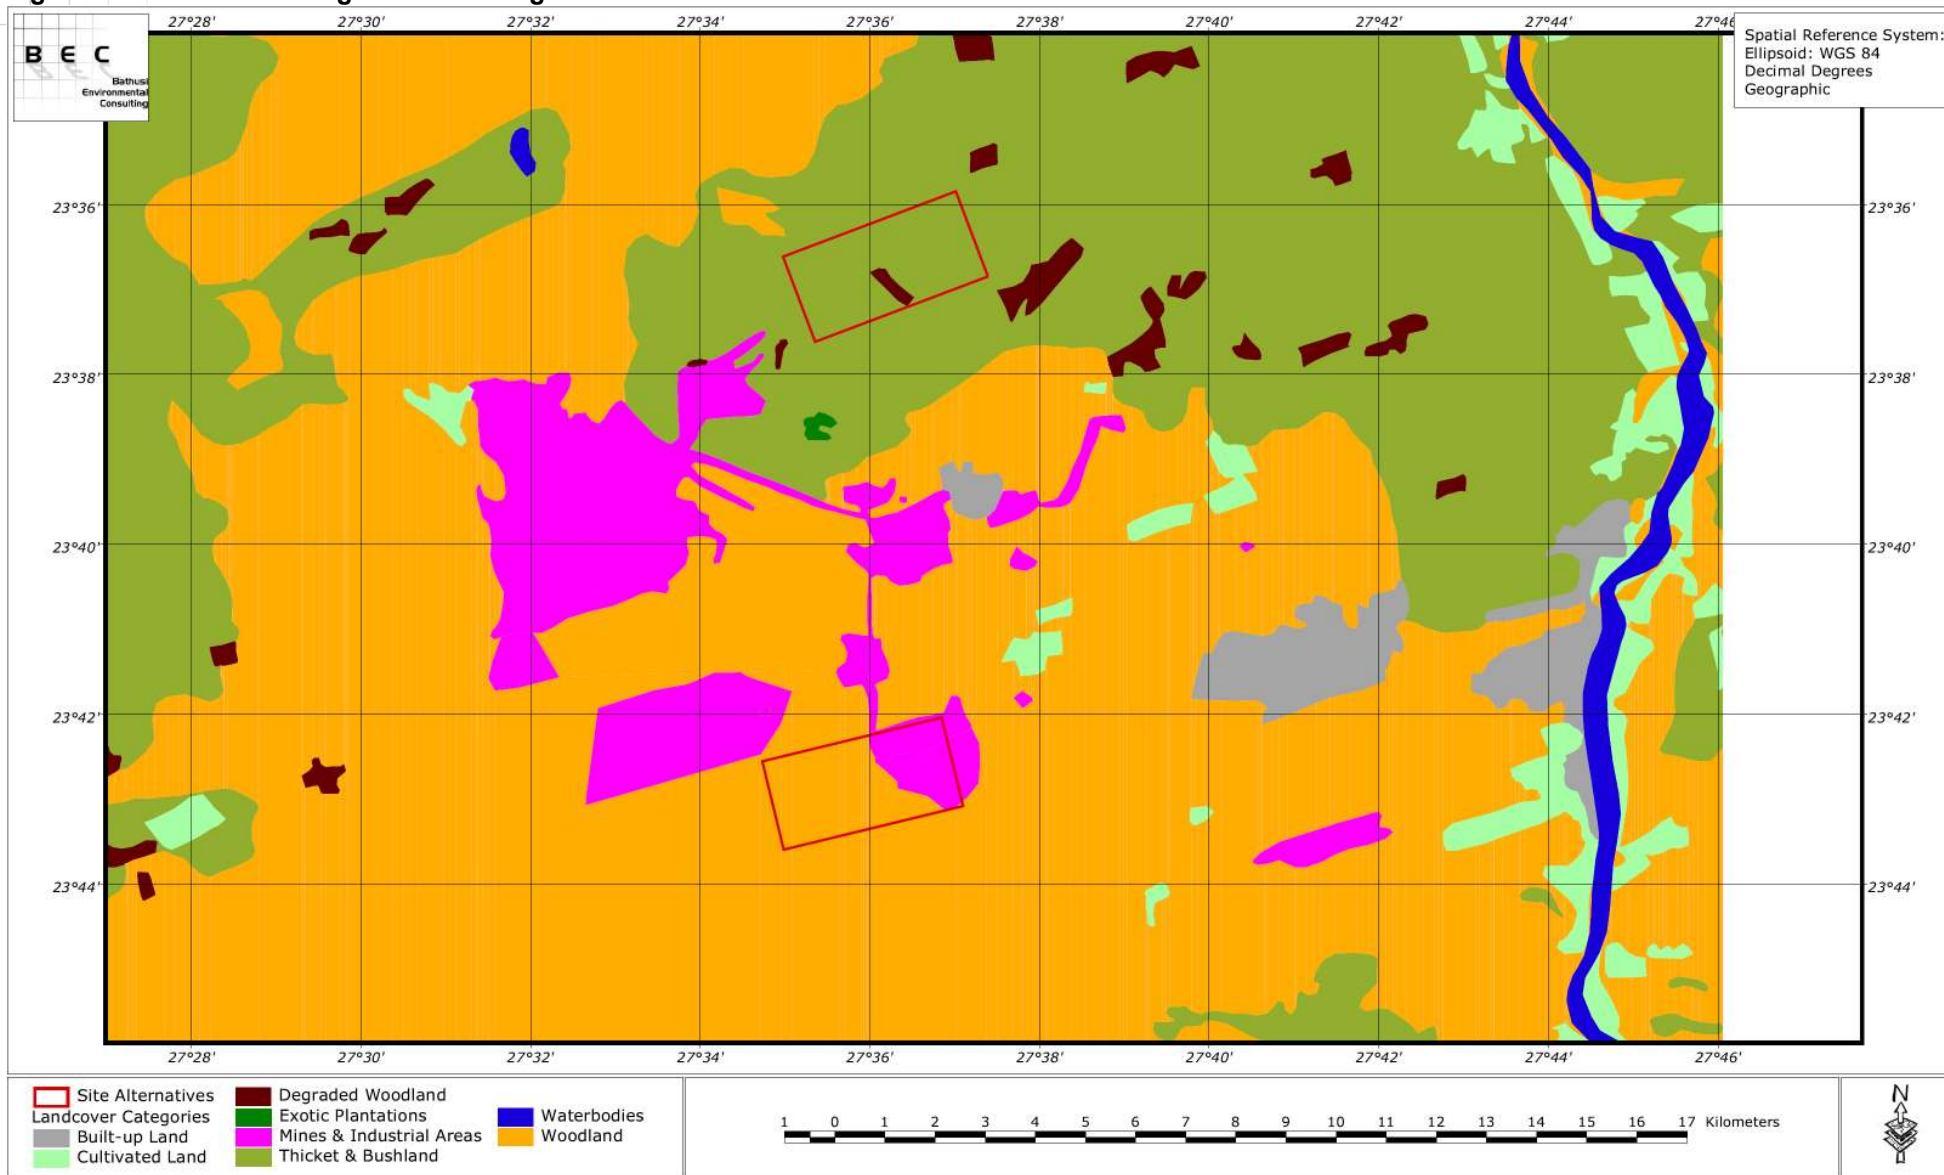 27°28' 27°30' 27°32' 27°34' 27°36' 27°38' 27°40' 27°42' 27°44' 27°46'
B E C
Bathusi
Environmental
Consulting
Spatial Reference System:
Ellipsoid: WGS 84
Decimal Degrees
Geographic
23°36' 23°36'
23°38' 23°38'
23°40' 23°40'
23°42' 23°42'
23°44' 23°44'
27°28' 27°30' 27°32' 27°34' 27°36' 27°38' 27°40' 27°42' 27°44' 27°46'
Site Alternatives
Landcover Categories
Built-up Land
Cultivated Land
Degraded Woodland
Exotic Plantations
Mines & Industrial Areas
Thicket & Bushland
Waterbodies
Woodland
1 0 1 2 3 4 5 6 7 8 9 10 11 12 13 14 15 16 17 Kilometers
N